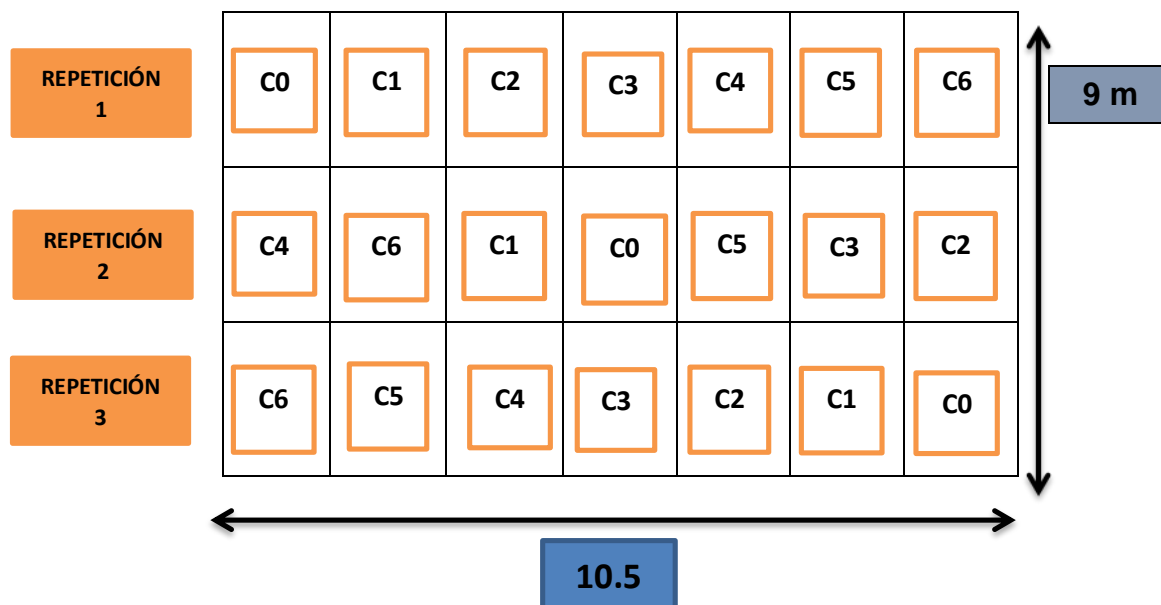 REPETICIÓN
1
C0 C1 C2 C3 C4 C5 C6
9 m
REPETICIÓN
2
C4 C6 C1 C0 C5 C3 C2
REPETICIÓN
3
C6 C5 C4 C3 C2 C1 C0
10.5